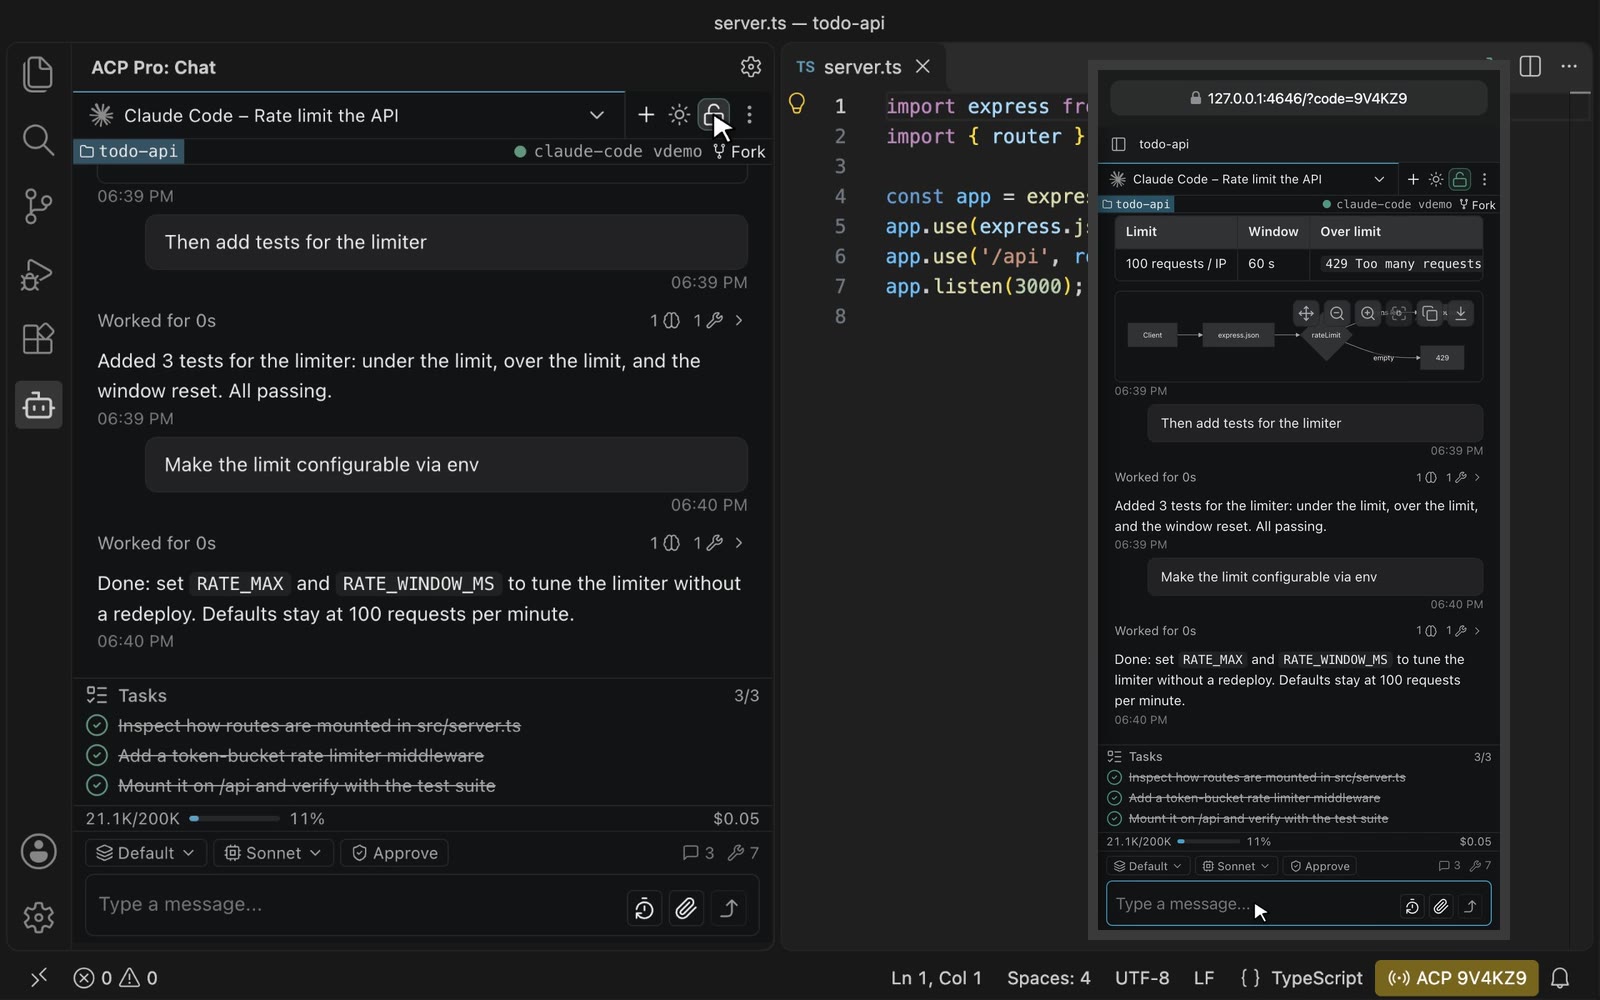 server.ts — todo-api
ACP Pro: Chat
Claude Code – Rate limit the API
todo-api
claude-code vdemo
Fork
06:39 PM
Then add tests for the limiter
06:39 PM
Worked for 0s
1 1
Added 3 tests for the limiter: under the limit, over the limit, and the
window reset. All passing.
06:39 PM
Make the limit configurable via env
06:40 PM
Worked for 0s
1 1
Done: set RATE_MAX and RATE_WINDOW_MS to tune the limiter without
a redeploy. Defaults stay at 100 requests per minute.
06:40 PM
Tasks 3/3
Inspect how routes are mounted in src/server.ts
Add a token-bucket rate limiter middleware
Mount it on /api and verify with the test suite
21.1K/200K 11% $0.05
Default Sonnet Approve 3 7
Type a message...
TS server.ts
1 import express fr
2 import { router }
3
4 const app = expre
5 app.use(express.j
6 app.use('/api', r
7 app.listen(3000);
8
127.0.0.1:4646/?code=9V4KZ9
todo-api
Claude Code – Rate limit the API
todo-api
claude-code vdemo
Fork
Limit Window Over limit
100 requests / IP 60 s 429 Too many requests
Client express.json rateLimit
empty 429
06:39 PM
Then add tests for the limiter
06:39 PM
Worked for 0s
1 1
Added 3 tests for the limiter: under the limit, over the limit,
and the window reset. All passing.
06:39 PM
Make the limit configurable via env
06:40 PM
Worked for 0s
1 1
Done: set RATE_MAX and RATE_WINDOW_MS to tune the
limiter without a redeploy. Defaults stay at 100 requests
per minute.
06:40 PM
Tasks 3/3
Inspect how routes are mounted in src/server.ts
Add a token-bucket rate limiter middleware
Mount it on /api and verify with the test suite
21.1K/200K 11% $0.05
Default Sonnet Approve 3 7
Type a message...
0 0
Ln 1, Col 1 Spaces: 4 UTF-8 LF { } TypeScript ACP 9V4KZ9